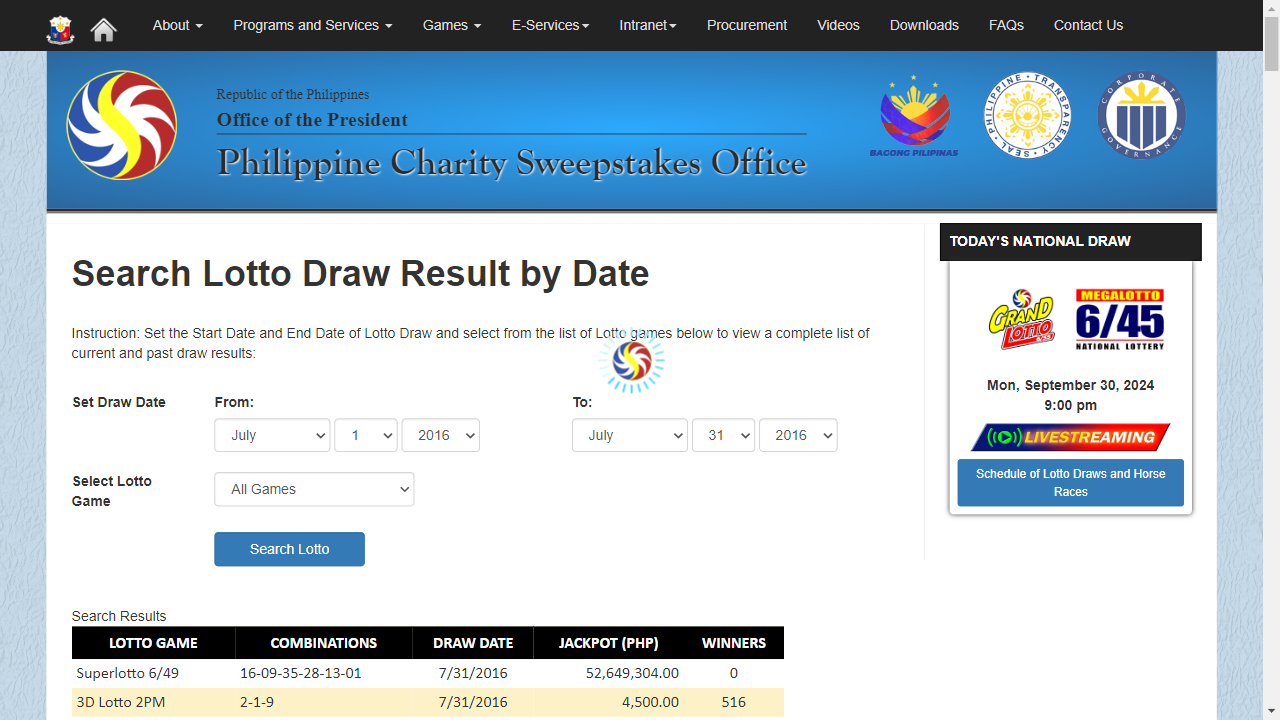 About Programs and Services Games E-Services Intranet Procurement Videos Downloads FAQs Contact Us
Republic of the Philippines
Office of the President
Philippine Charity Sweepstakes Office
BAGONG PILIPINAS
PHILIPPINE TRANSPARENCY SEAL
CORPORATE GOVERNANCE
Search Lotto Draw Result by Date
Instruction: Set the Start Date and End Date of Lotto Draw and select from the list of Lotto games below to view a complete list of
current and past draw results:
Set Draw Date From: To:
July 1 2016 July 31 2016
Select Lotto
Game
All Games
Search Lotto
Search Results
LOTTO GAME COMBINATIONS DRAW DATE JACKPOT (PHP) WINNERS
Superlotto 6/49 16-09-35-28-13-01 7/31/2016 52,649,304.00 0
3D Lotto 2PM 2-1-9 7/31/2016 4,500.00 516
TODAY'S NATIONAL DRAW
GRAND
LOTTO
MEGALOTTO
6/45
NATIONAL LOTTERY
Mon, September 30, 2024
9:00 pm
LIVESTREAMING
Schedule of Lotto Draws and Horse
Races